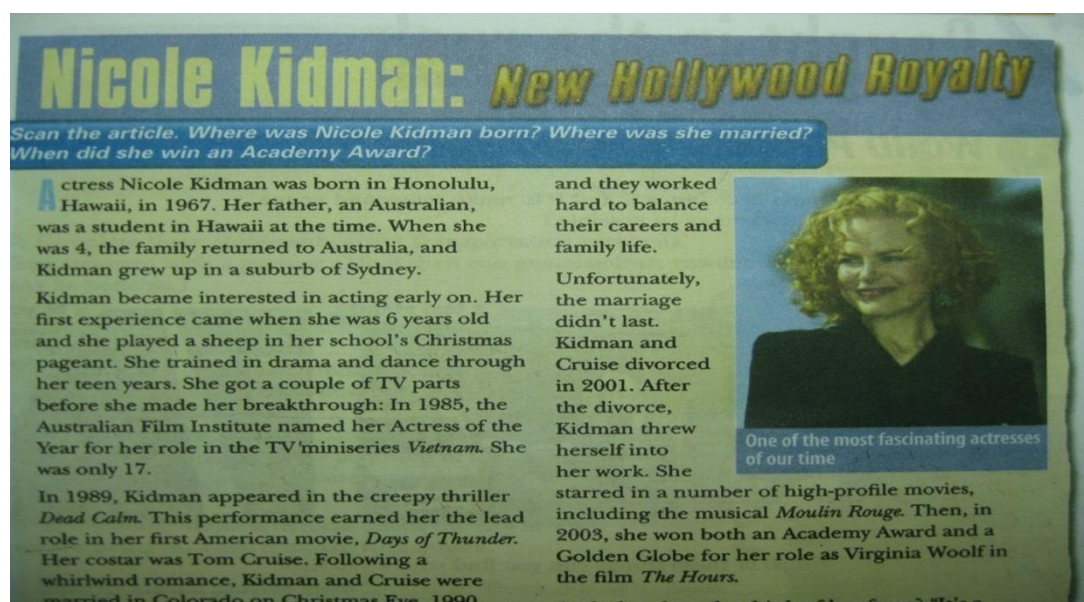 Nicole Kidman: New Hollywood Royalty
Scan the article. Where was Nicole Kidman born? Where was she married?
When did she win an Academy Award?
Actress Nicole Kidman was born in Honolulu,
Hawaii, in 1967. Her father, an Australian,
was a student in Hawaii at the time. When she
was 4, the family returned to Australia, and
Kidman grew up in a suburb of Sydney.
Kidman became interested in acting early on. Her
first experience came when she was 6 years old
and she played a sheep in her school's Christmas
pageant. She trained in drama and dance through
her teen years. She got a couple of TV parts
before she made her breakthrough: In 1985, the
Australian Film Institute named her Actress of the
Year for her role in the TV miniseries Vietnam. She
was only 17.
In 1989, Kidman appeared in the creepy thriller
Dead Calm. This performance earned her the lead
role in her first American movie, Days of Thunder.
Her costar was Tom Cruise. Following a
whirlwind romance, Kidman and Cruise were
married in Colorado on Christmas Eve, 1990
and they worked
hard to balance
their careers and
family life.
Unfortunately,
the marriage
didn't last.
Kidman and
Cruise divorced
in 2001. After
the divorce,
Kidman threw
herself into
her work. She
starred in a number of high-profile movies,
including the musical Moulin Rouge. Then, in
2003, she won both an Academy Award and a
Golden Globe for her role as Virginia Woolf in
the film The Hours.
One of the most fascinating actresses
of our time